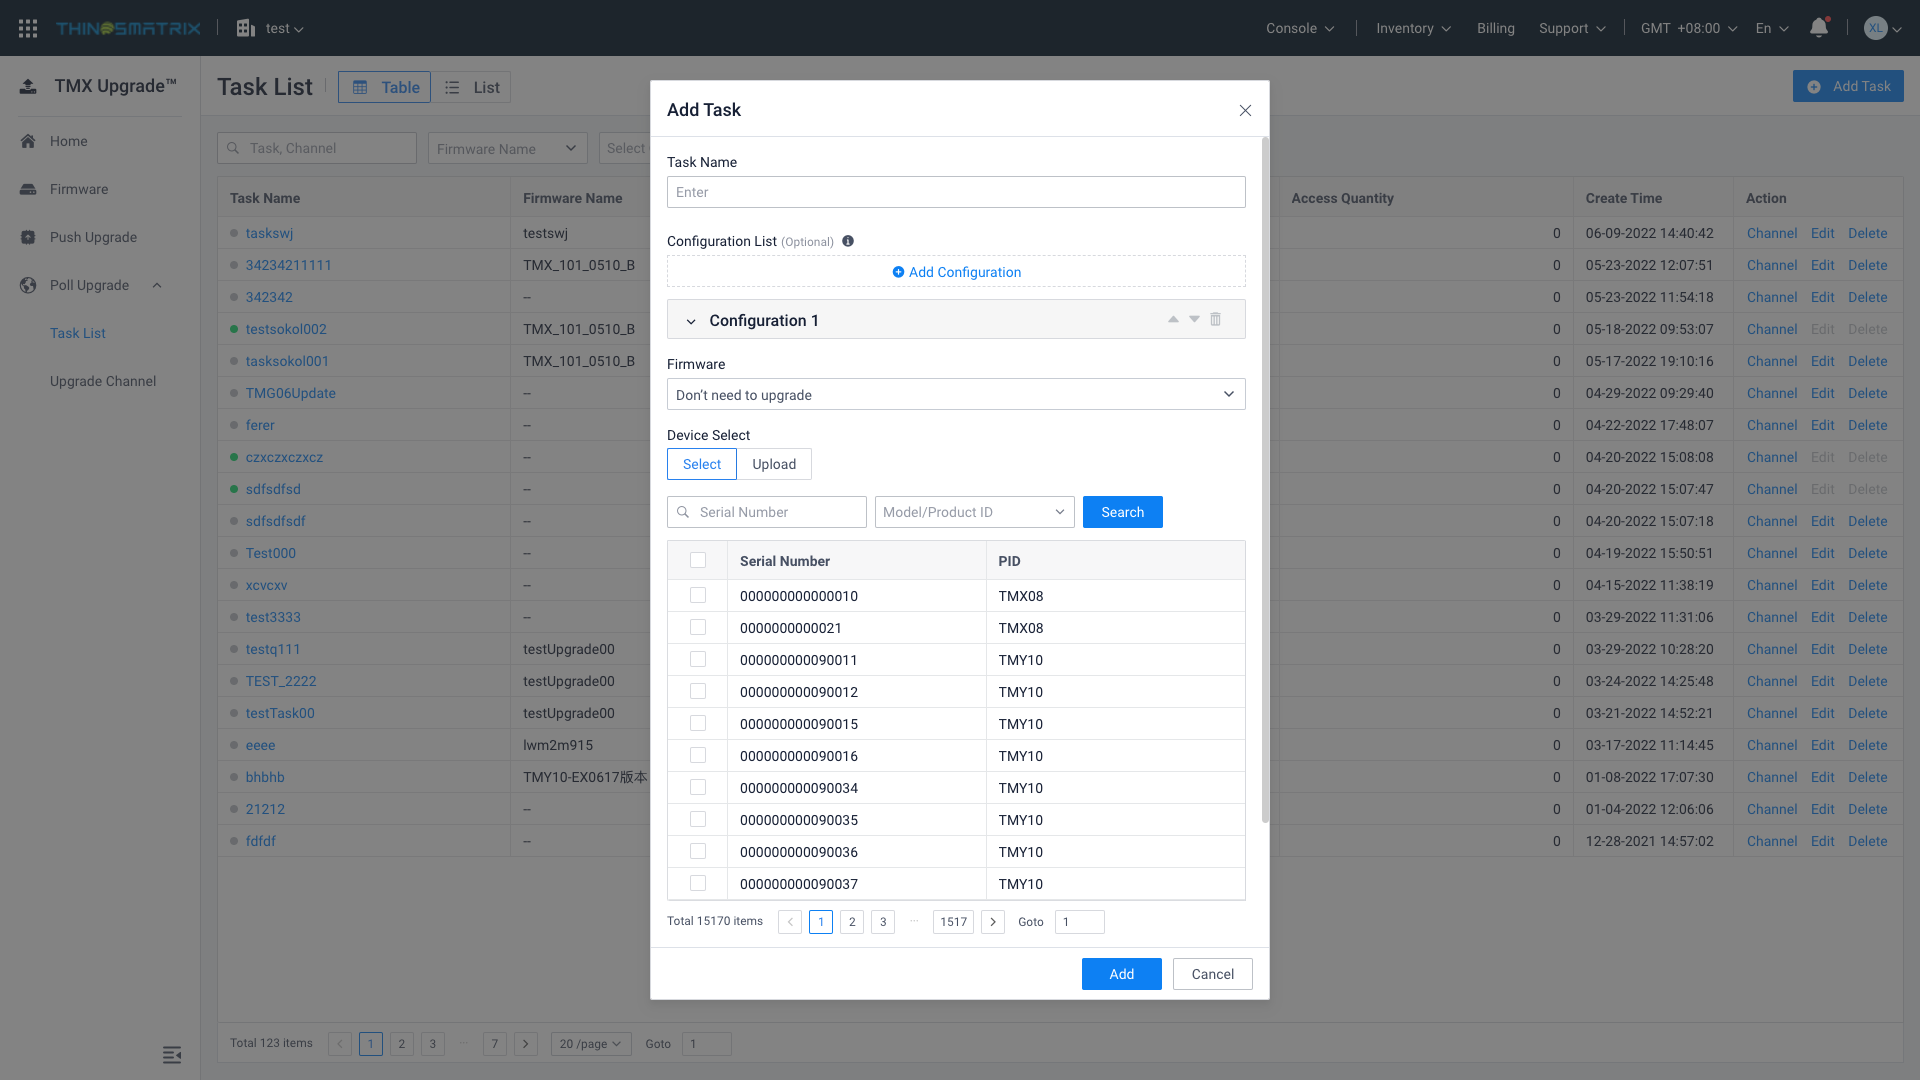 THINOSMATRIX test Console Inventory Billing Support GMT +08:00 En XL
TMX Upgrade™
Home
Firmware
Push Upgrade
Poll Upgrade
Task List
Upgrade Channel
Task List Table List Add Task
Task, Channel Firmware Name Select
Task Name Firmware Name Access Quantity Create Time Action
taskswj testswj 0 06-09-2022 14:40:42 Channel Edit Delete
34234211111 TMX_101_0510_B 0 05-23-2022 12:07:51 Channel Edit Delete
342342 -- 0 05-23-2022 11:54:18 Channel Edit Delete
testsokol002 TMX_101_0510_B 0 05-18-2022 09:53:07 Channel Edit Delete
tasksokol001 TMX_101_0510_B 0 05-17-2022 19:10:16 Channel Edit Delete
TMG06Update -- 0 04-29-2022 09:29:40 Channel Edit Delete
ferer -- 0 04-22-2022 17:48:07 Channel Edit Delete
czxczxczxcz -- 0 04-20-2022 15:08:08 Channel Edit Delete
sdfsdfsd -- 0 04-20-2022 15:07:47 Channel Edit Delete
sdfsdfsdf -- 0 04-20-2022 15:07:18 Channel Edit Delete
Test000 -- 0 04-19-2022 15:50:51 Channel Edit Delete
xcvcxv -- 0 04-15-2022 11:38:19 Channel Edit Delete
test3333 -- 0 03-29-2022 11:31:06 Channel Edit Delete
testq111 testUpgrade00 0 03-29-2022 10:28:20 Channel Edit Delete
TEST_2222 testUpgrade00 0 03-24-2022 14:25:48 Channel Edit Delete
testTask00 testUpgrade00 0 03-21-2022 14:52:21 Channel Edit Delete
eeee lwm2m915 0 03-17-2022 11:14:45 Channel Edit Delete
bhbhb TMY10-EX0617版本 0 01-08-2022 17:07:30 Channel Edit Delete
21212 -- 0 01-04-2022 12:06:06 Channel Edit Delete
fdfdf -- 0 12-28-2021 14:57:02 Channel Edit Delete
Total 123 items 1 2 3 ··· 7 20 /page Goto 1
Add Task
Task Name
Enter
Configuration List (Optional)
Add Configuration
Configuration 1
Firmware
Don't need to upgrade
Device Select
Select Upload
Serial Number Model/Product ID Search
Serial Number PID
000000000000010 TMX08
0000000000021 TMX08
000000000090011 TMY10
000000000090012 TMY10
000000000090015 TMY10
000000000090016 TMY10
000000000090034 TMY10
000000000090035 TMY10
000000000090036 TMY10
000000000090037 TMY10
Total 15170 items 1 2 3 ··· 1517 Goto 1
Add Cancel